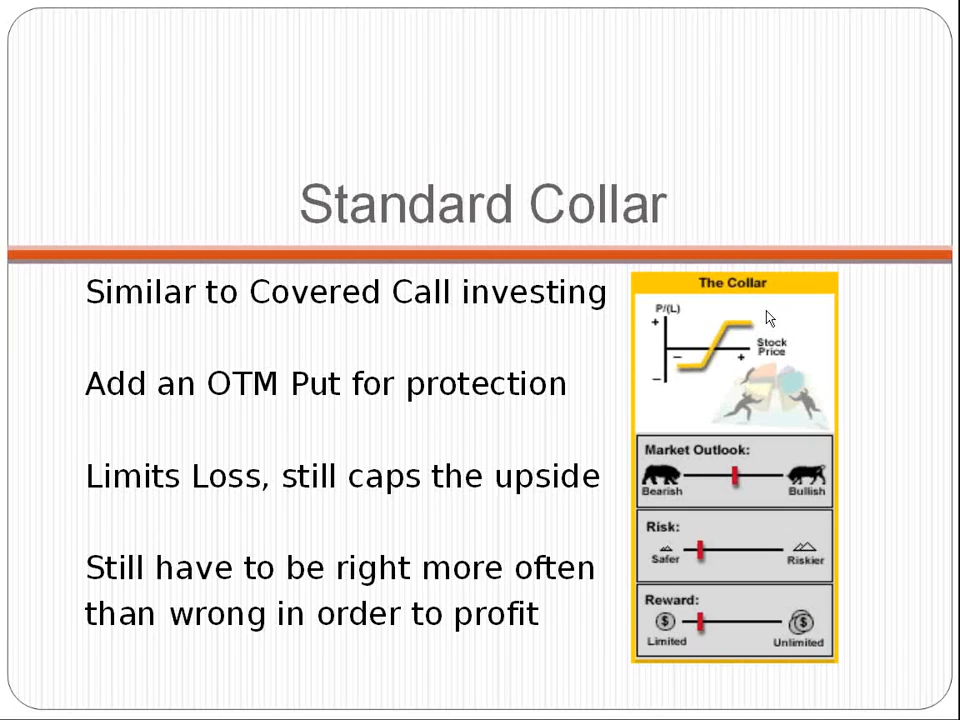 Standard Collar
Similar to Covered Call investing
Add an OTM Put for protection
Limits Loss, still caps the upside
Still have to be right more often
than wrong in order to profit
The Collar
P/(L)
+
Stock
Price
−
+
−
Market Outlook:
Bearish
Bullish
Risk:
Safer
Riskier
Reward:
$
$
Limited
Unlimited